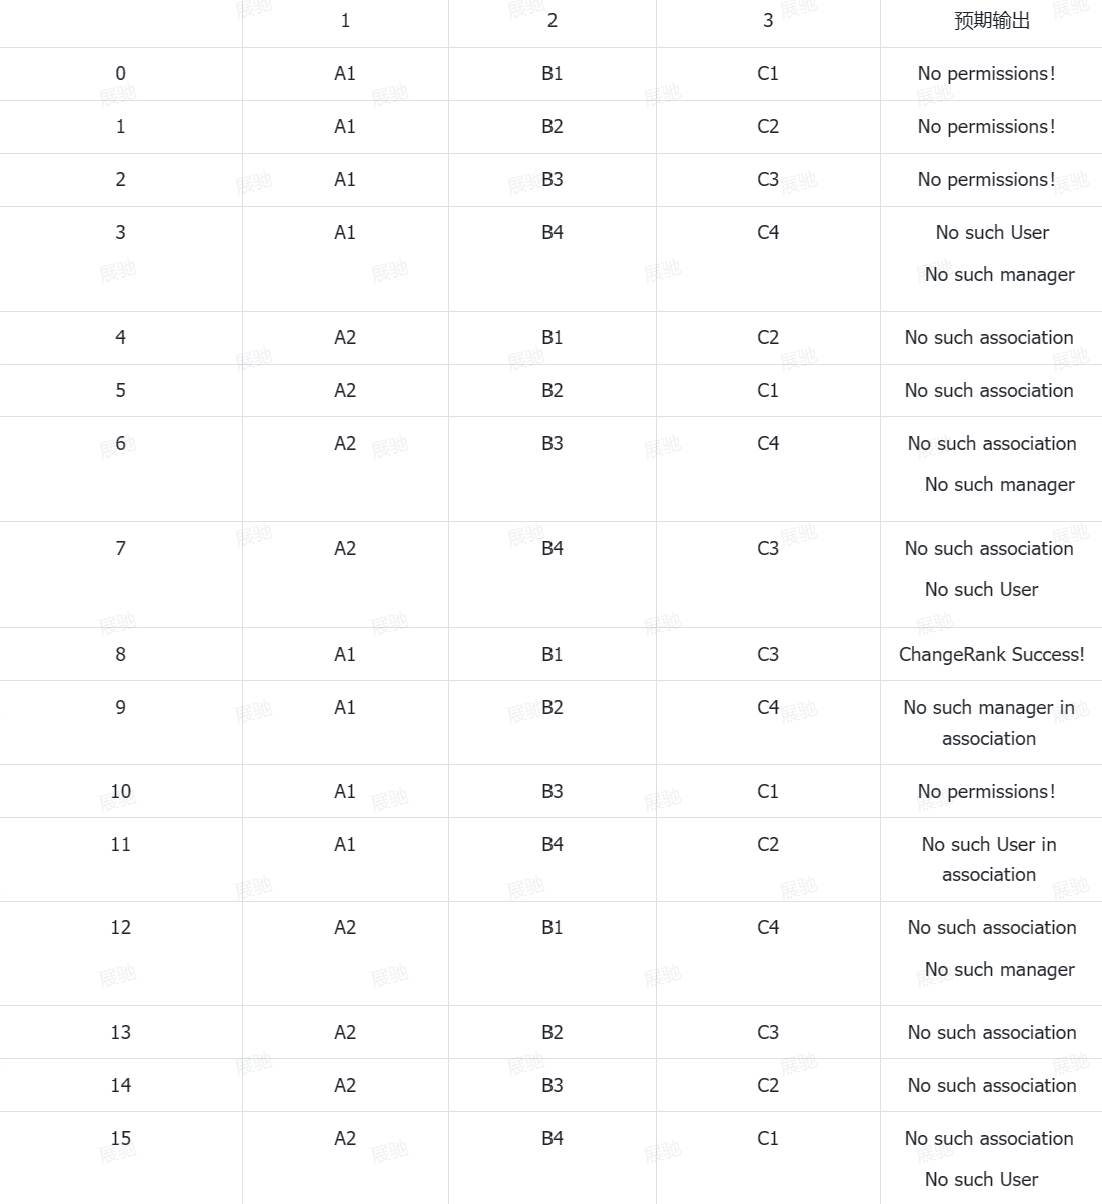 1 2 3 预期输出
0 A1 B1 C1 No permissions!
1 A1 B2 C2 No permissions!
2 A1 B3 C3 No permissions!
3 A1 B4 C4 No such User
No such manager
4 A2 B1 C2 No such association
5 A2 B2 C1 No such association
6 A2 B3 C4 No such association
No such manager
7 A2 B4 C3 No such association
No such User
8 A1 B1 C3 ChangeRank Success!
9 A1 B2 C4 No such manager in
association
10 A1 B3 C1 No permissions!
11 A1 B4 C2 No such User in
association
12 A2 B1 C4 No such association
No such manager
13 A2 B2 C3 No such association
14 A2 B3 C2 No such association
15 A2 B4 C1 No such association
No such User
展驰